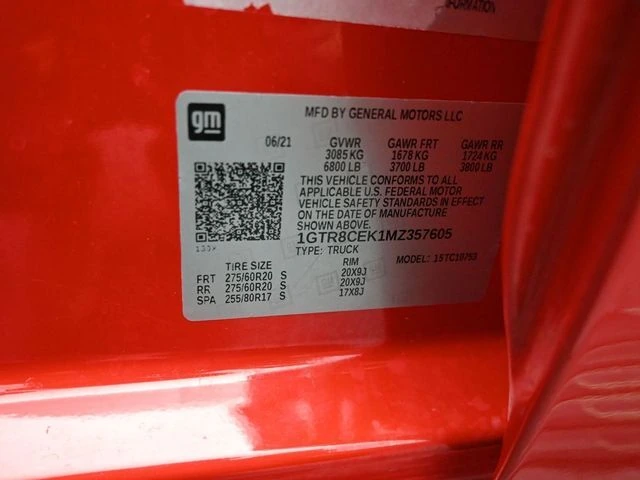 FORMATION
gm
MFD BY GENERAL MOTORS LLC
06/21 GVWR GAWR FRT GAWR RR
3085 KG 1678 KG 1724 KG
6800 LB 3700 LB 3800 LB
THIS VEHICLE CONFORMS TO ALL
APPLICABLE U.S. FEDERAL MOTOR
VEHICLE SAFETY STANDARDS IN EFFECT
ON THE DATE OF MANUFACTURE
SHOWN ABOVE.
1GTR8CEK1MZ357605
TYPE: TRUCK MODEL:
TIRE SIZE RIM
FRT 275/60R20 S 20X9J
RR 275/60R20 S 20X9J
SPA 255/80R17 S 17X8J